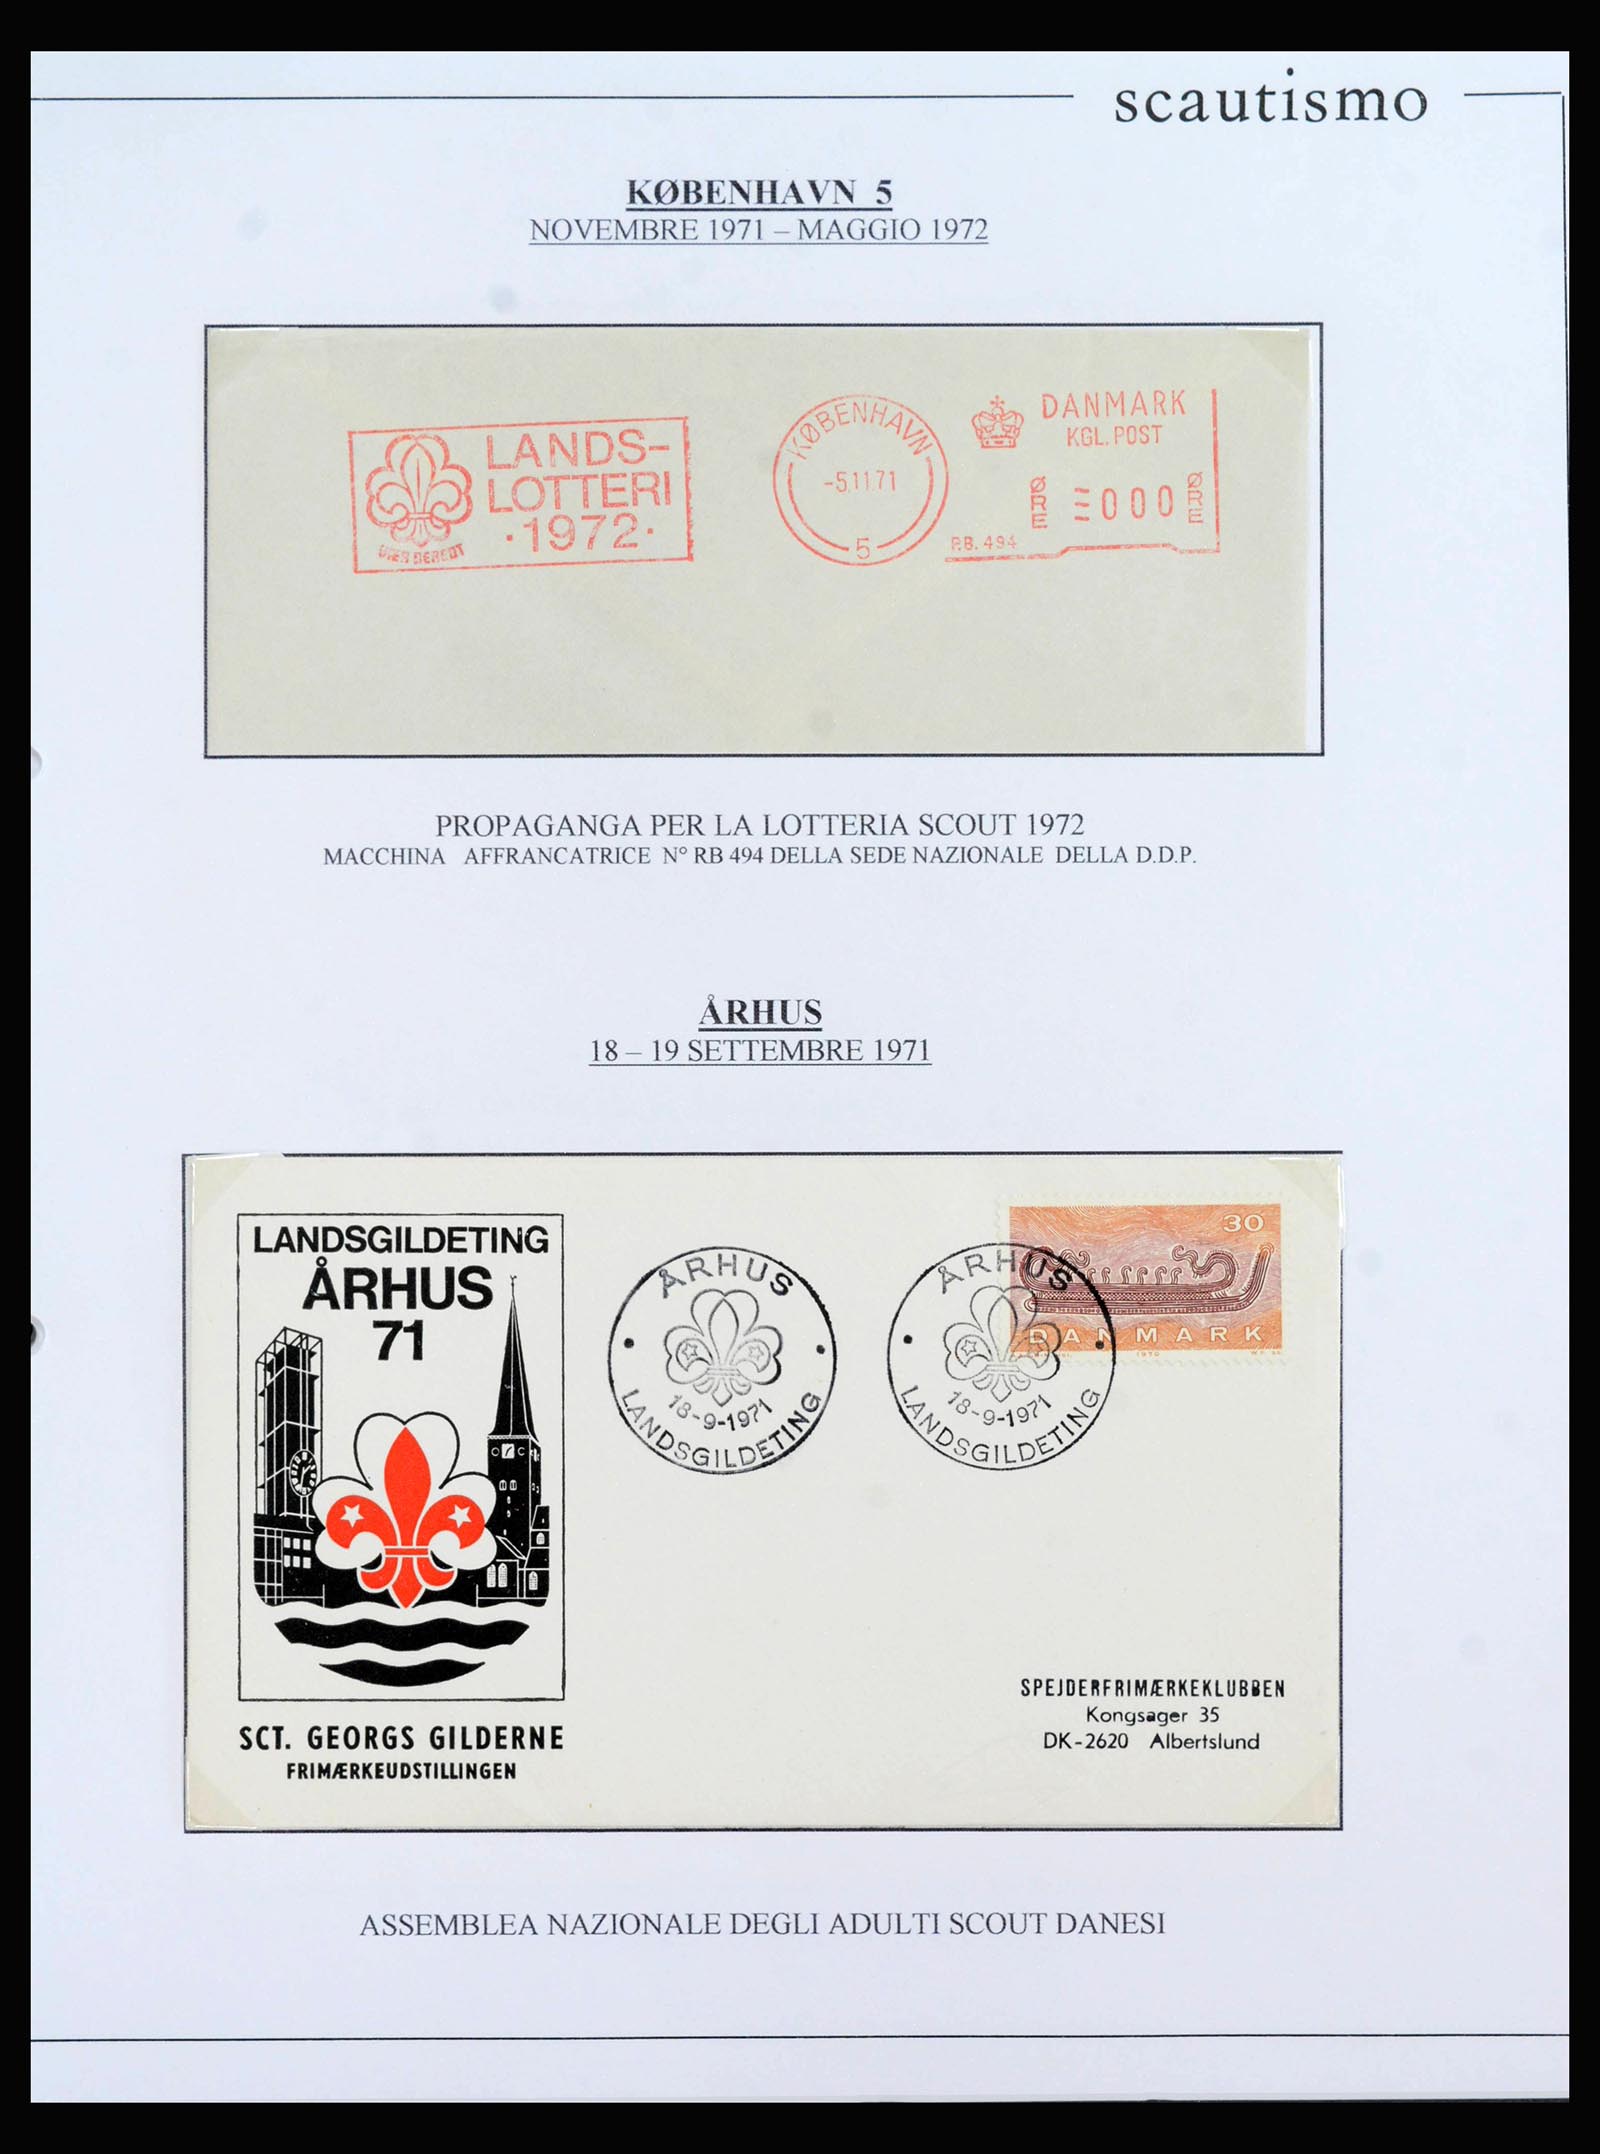 scautismo
KØBENHAVN 5
NOVEMBRE 1971 – MAGGIO 1972
LANDS-
LOTTERI
·1972·
KØBENHAVN
-5.11.71
5
DANMARK
KGL. POST
ØRE
000
ØRE
P.B. 494
PROPAGANGA PER LA LOTTERIA SCOUT 1972
MACCHINA AFFRANCATRICE N° RB 494 DELLA SEDE NAZIONALE DELLA D.D.P.
ÅRHUS
18 – 19 SETTEMBRE 1971
LANDSGILDETING
ÅRHUS
71
SCT. GEORGS GILDERNE
FRIMÆRKEUDSTILLINGEN
ÅRHUS
18-9-1971
LANDSGILDETING
ÅRHUS
18-9-1971
LANDSGILDETING
30
DANMARK
1970
SPEJDERFRIMÆRKEKLUBBEN
Kongsager 35
DK-2620 Albertslund
ASSEMBLEA NAZIONALE DEGLI ADULTI SCOUT DANESI